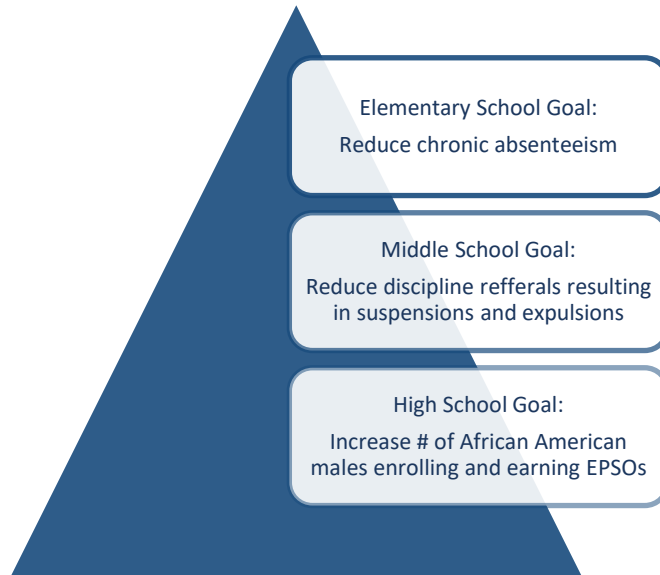 Elementary School Goal:
Reduce chronic absenteeism
Middle School Goal:
Reduce discipline refferals resulting
in suspensions and expulsions
High School Goal:
Increase # of African American
males enrolling and earning EPSOs